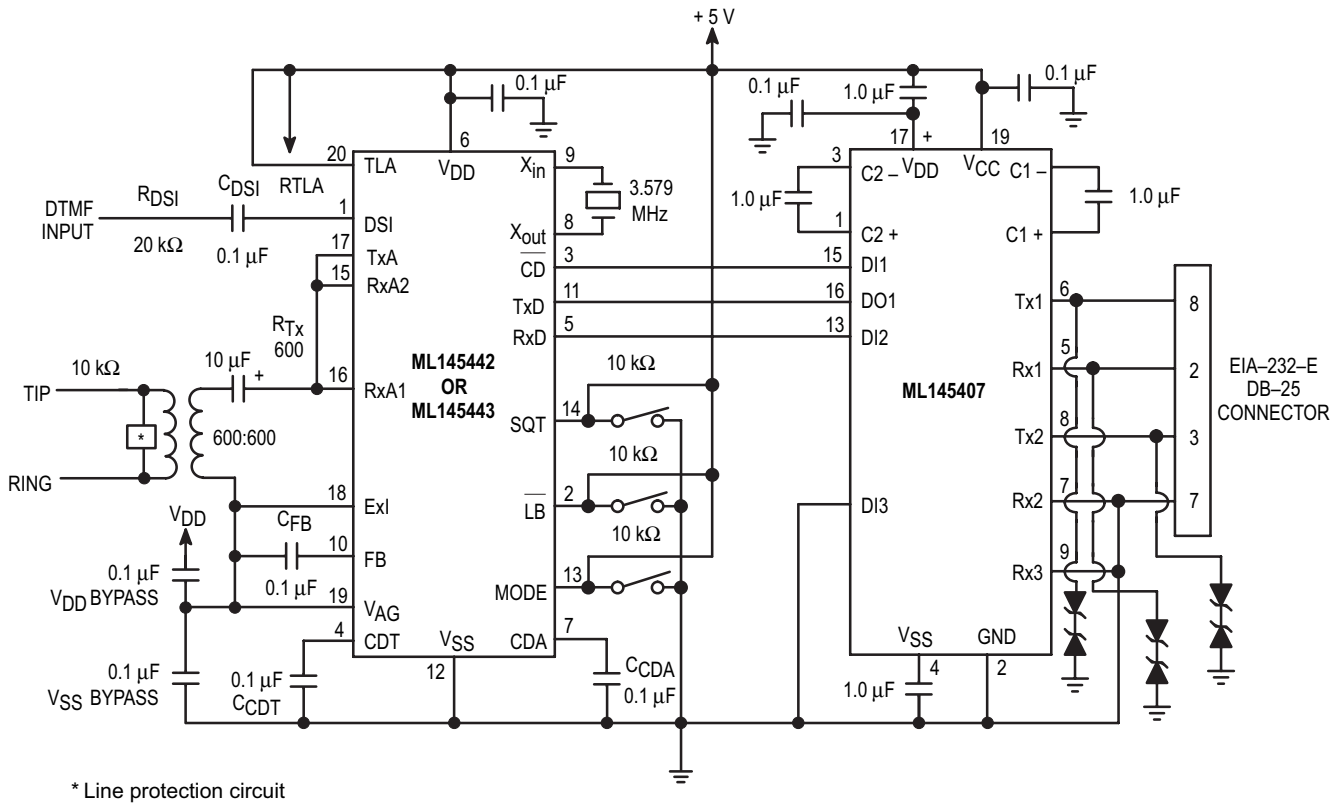 + 5 V
0.1 µF
0.1 µF
1.0 µF
0.1 µF
6
17 +
19
20
TLA
VDD
Xin
9
3
C2 –
VDD
VCC
C1 –
RTLA
3.579
MHz
1.0 µF
1.0 µF
DTMF
INPUT
RDSI
20 kΩ
CDSI
0.1 µF
1
DSI
Xout
8
1
C2 +
C1 +
17
TxA
CD
3
15
DI1
15
RxA2
TxD
11
16
DO1
Tx1
6
8
RTx
600
RxD
5
13
DI2
10 kΩ
TIP
10 µF
+
16
RxA1
ML145442
OR
ML145443
10 kΩ
ML145407
Rx1
5
2
EIA–232–E
DB–25
CONNECTOR
*
600:600
SQT
14
10 kΩ
Tx2
8
3
RING
18
ExI
LB
2
10 kΩ
DI3
Rx2
7
7
VDD
CFB
0.1 µF
10
FB
MODE
13
Rx3
9
0.1 µF
VDD BYPASS
19
VAG
4
CDT
VSS
CDA
7
VSS
GND
0.1 µF
VSS BYPASS
0.1 µF
CCDT
12
CCDA
0.1 µF
1.0 µF
4
2
* Line protection circuit